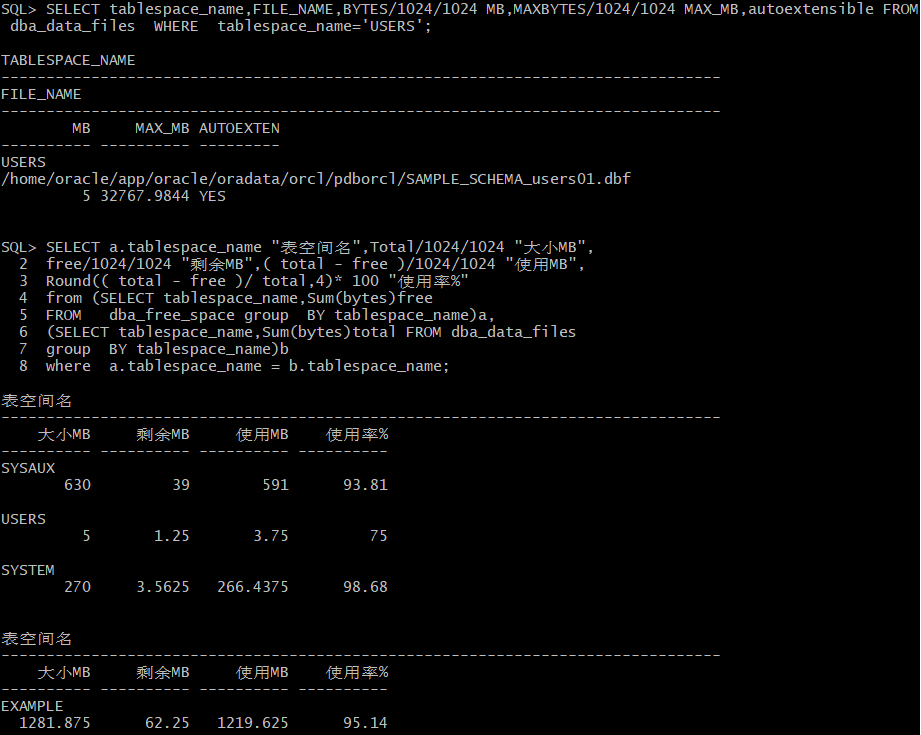 SQL> SELECT tablespace_name,FILE_NAME,BYTES/1024/1024 MB,MAXBYTES/1024/1024 MAX_MB,autoextensible FROM
 dba_data_files  WHERE  tablespace_name='USERS';
TABLESPACE_NAME
--------------------------------------------------------------------------------
FILE_NAME
--------------------------------------------------------------------------------
        MB     MAX_MB AUTOEXTEN
---------- ---------- ---------
USERS
/home/oracle/app/oracle/oradata/orcl/pdborcl/SAMPLE_SCHEMA_users01.dbf
         5 32767.9844 YES
SQL> SELECT a.tablespace_name "表空间名",Total/1024/1024 "大小MB",
  2  free/1024/1024 "剩余MB",( total - free )/1024/1024 "使用MB",
  3  Round(( total - free )/ total,4)* 100 "使用率%"
  4  from (SELECT tablespace_name,Sum(bytes)free
  5  FROM   dba_free_space group  BY tablespace_name)a,
  6  (SELECT tablespace_name,Sum(bytes)total FROM dba_data_files
  7  group  BY tablespace_name)b
  8  where  a.tablespace_name = b.tablespace_name;
表空间名
--------------------------------------------------------------------------------
    大小MB     剩余MB     使用MB    使用率%
---------- ---------- ---------- ----------
SYSAUX
       630         39        591      93.81
USERS
         5       1.25       3.75         75
SYSTEM
       270     3.5625   266.4375      98.68
表空间名
--------------------------------------------------------------------------------
    大小MB     剩余MB     使用MB    使用率%
---------- ---------- ---------- ----------
EXAMPLE
  1281.875      62.25   1219.625      95.14